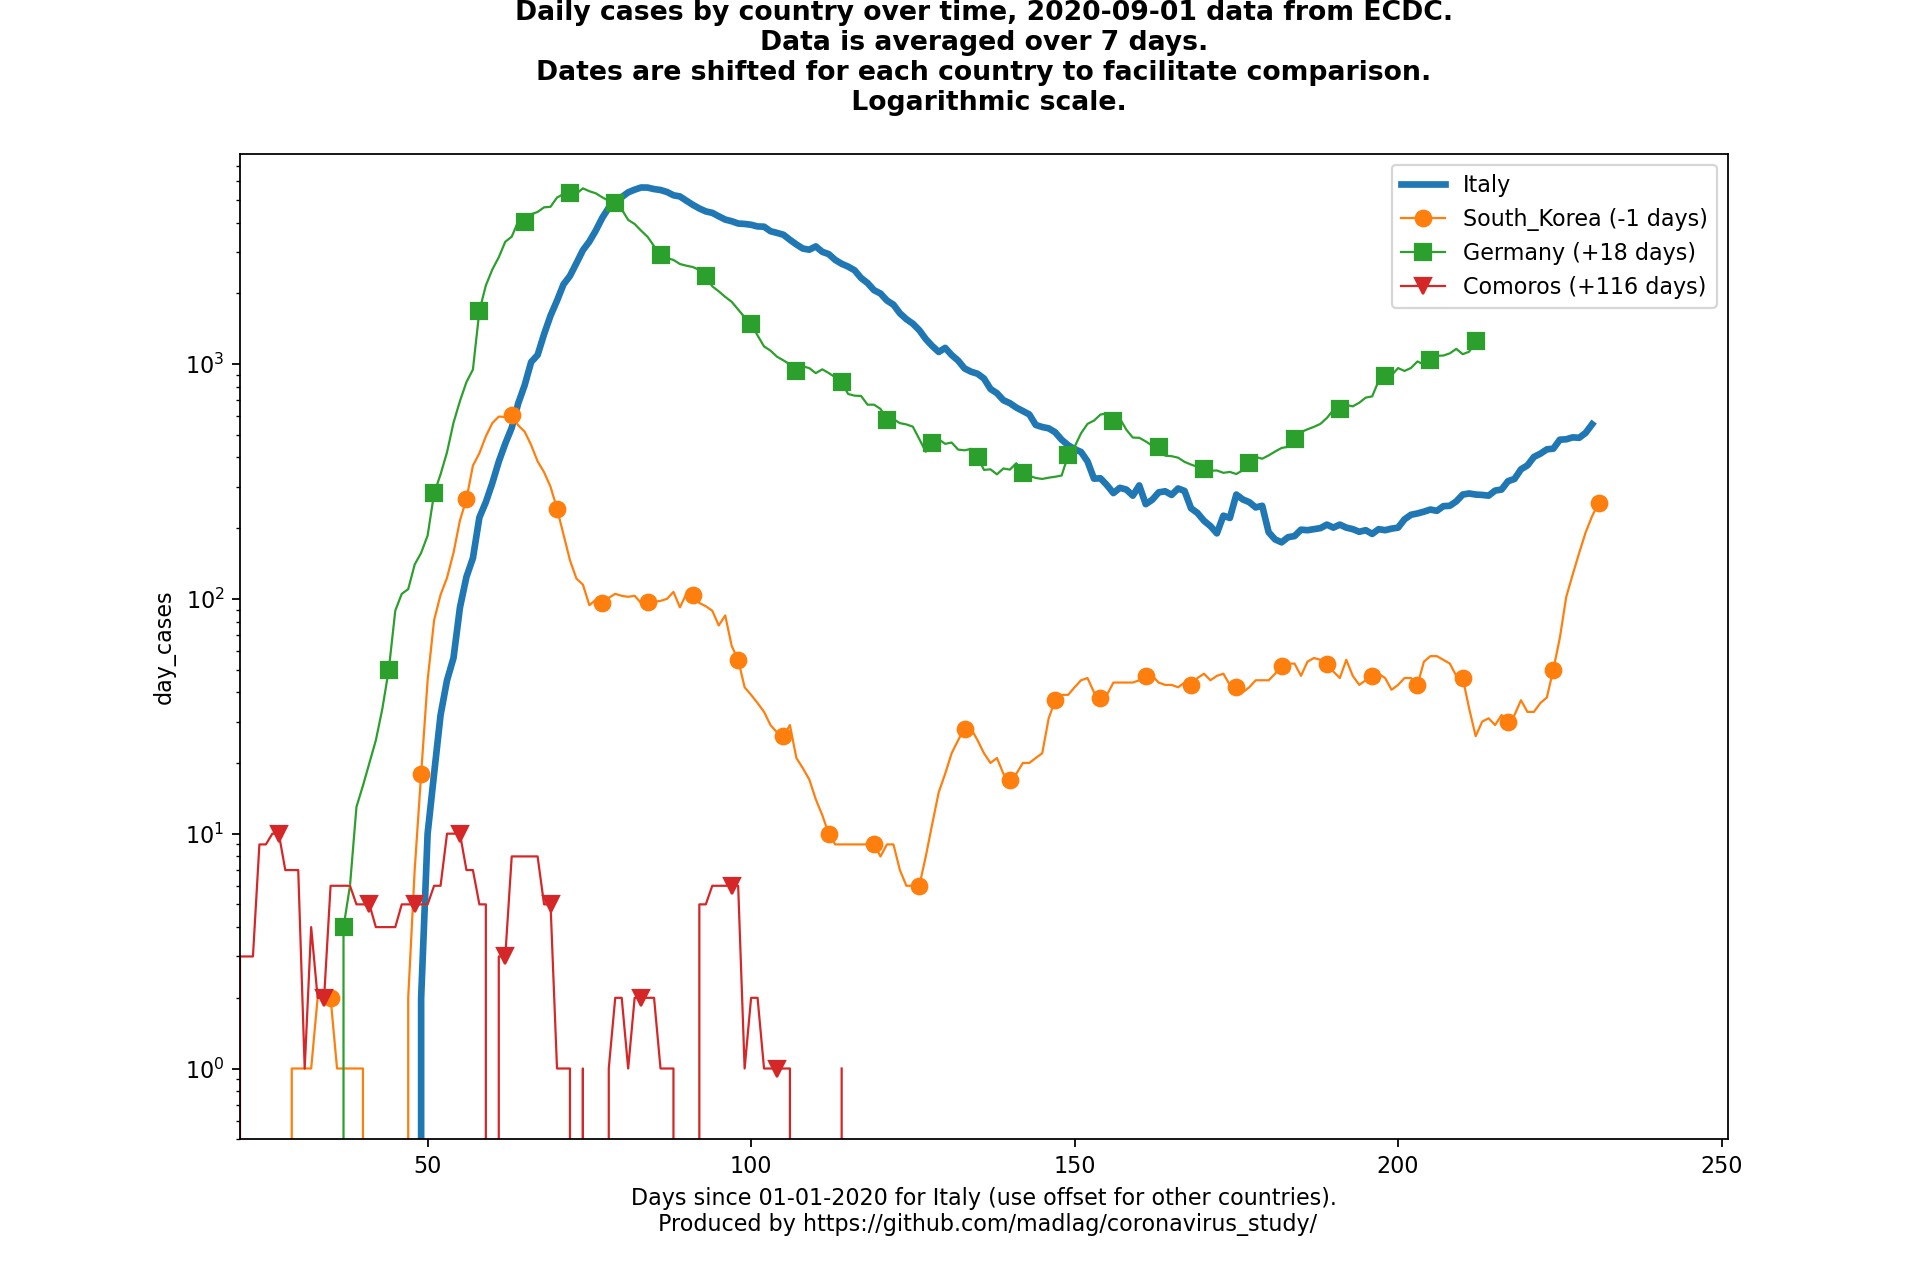 Daily cases by country over time, 2020-09-01 data from ECDC.
Data is averaged over 7 days.
Dates are shifted for each country to facilitate comparison.
Logarithmic scale.
Italy
South_Korea (-1 days)
Germany (+18 days)
Comoros (+116 days)
10³
10²
10¹
10⁰
day_cases
50
100
150
200
250
Days since 01-01-2020 for Italy (use offset for other countries).
Produced by https://github.com/madlag/coronavirus_study/